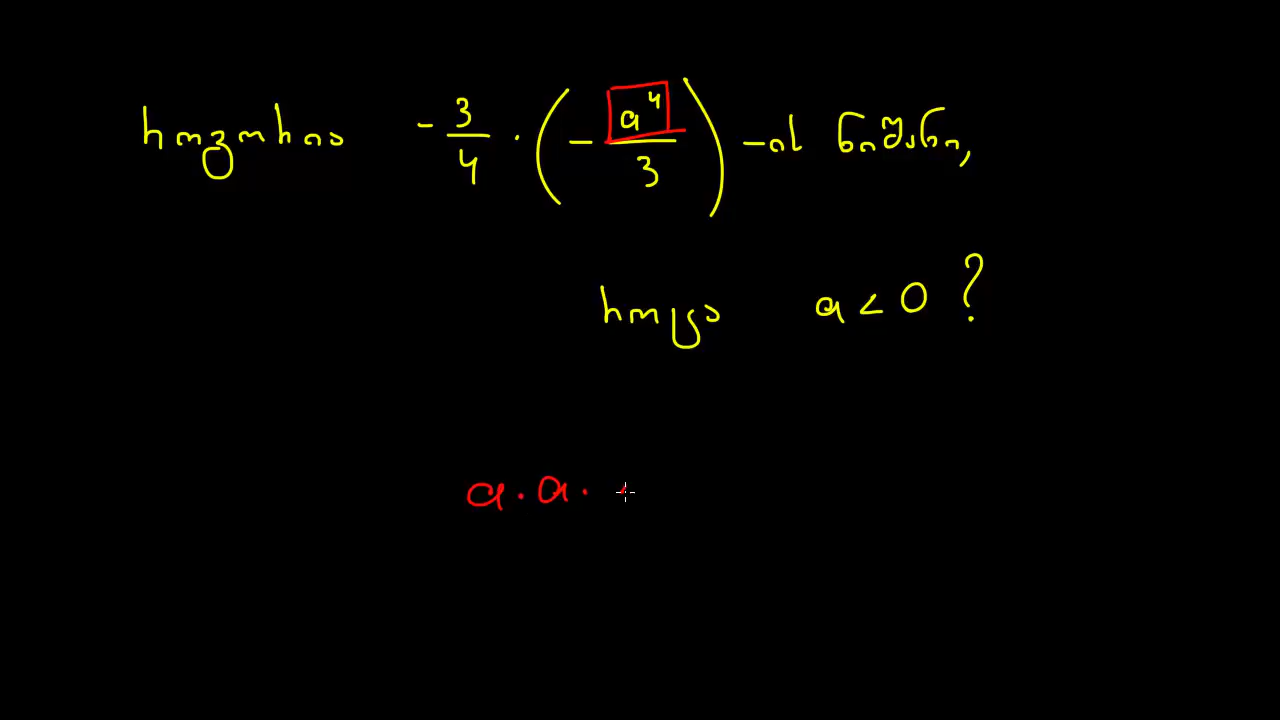 როგორია -3/4 · (- a⁴/3) -ის ნიშანი,
როცა a < 0 ?
a · a ·